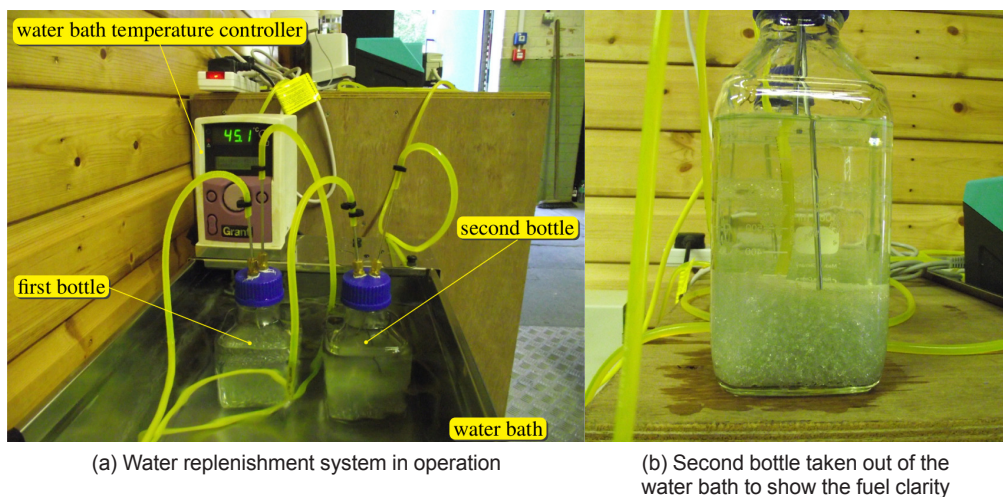 water bath temperature controller
45.1 °C
Grant
second bottle
first bottle
water bath
(a) Water replenishment system in operation
(b) Second bottle taken out of the
water bath to show the fuel clarity